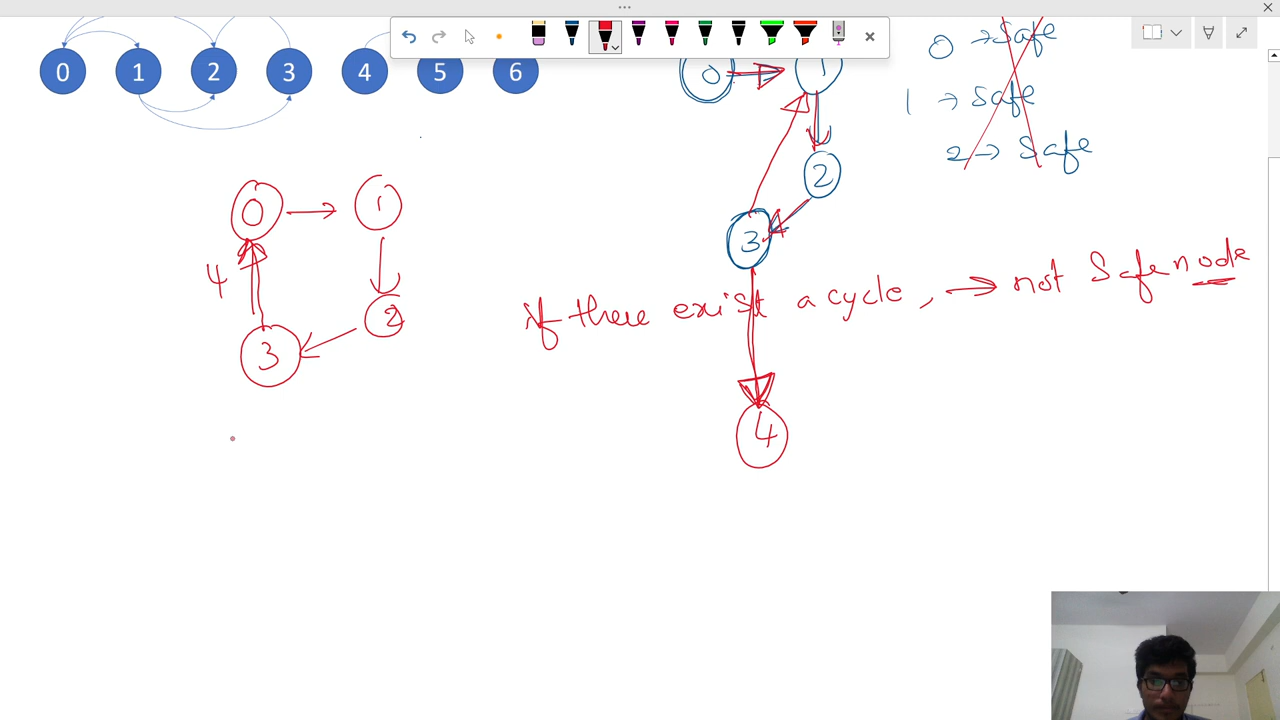 0 1 2 3 4 5 6
0 → Safe
1 → Safe
2 → Safe
0 → 1
2
3
4
0 → 1
4
2
3
if there exist a cycle, → not Safe node